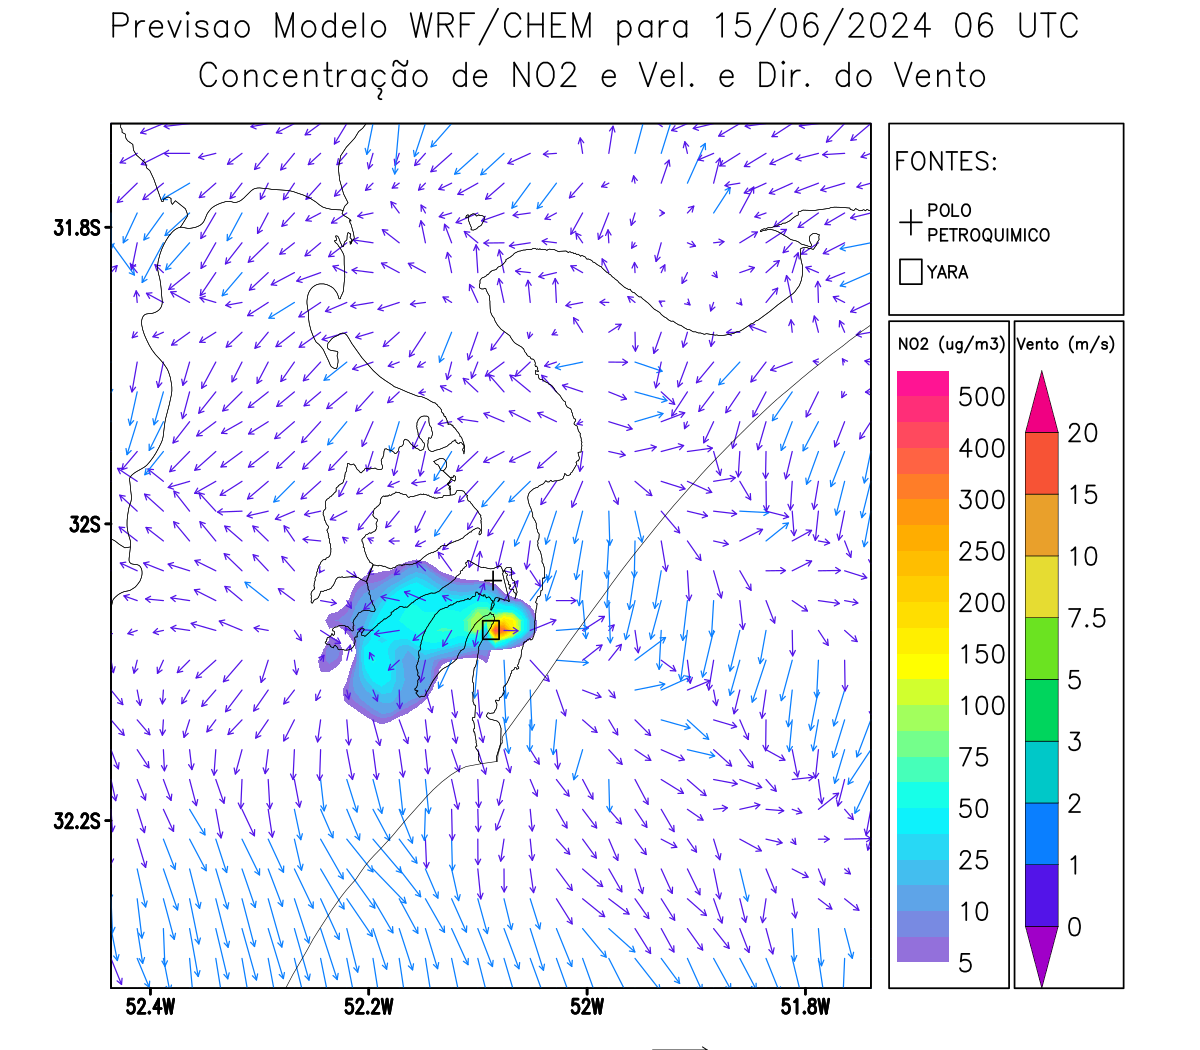 Previsao Modelo WRF/CHEM para 15/06/2024 06 UTC
Concentração de NO2 e Vel. e Dir. do Vento
FONTES:
POLO
PETROQUIMICO
YARA
31.8S
32S
32.2S
52.4W
52.2W
52W
51.8W
NO2 (ug/m3)
500
400
300
250
200
150
100
75
50
25
10
5
Vento (m/s)
20
15
10
7.5
5
3
2
1
0